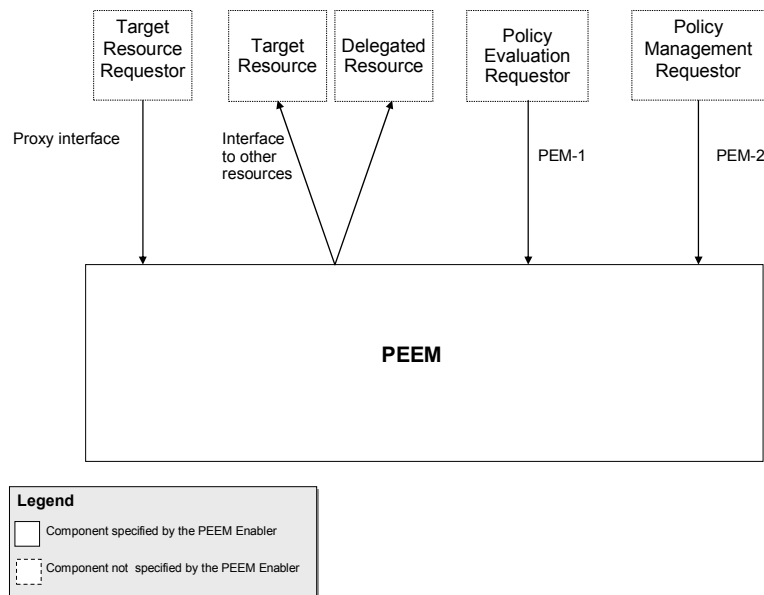 Target
Resource
Requestor
Target
Resource
Delegated
Resource
Policy
Evaluation
Requestor
Policy
Management
Requestor
Proxy interface
Interface
to other
resources
PEM-1
PEM-2
PEEM
Legend
Component specified by the PEEM Enabler
Component not specified by the PEEM Enabler